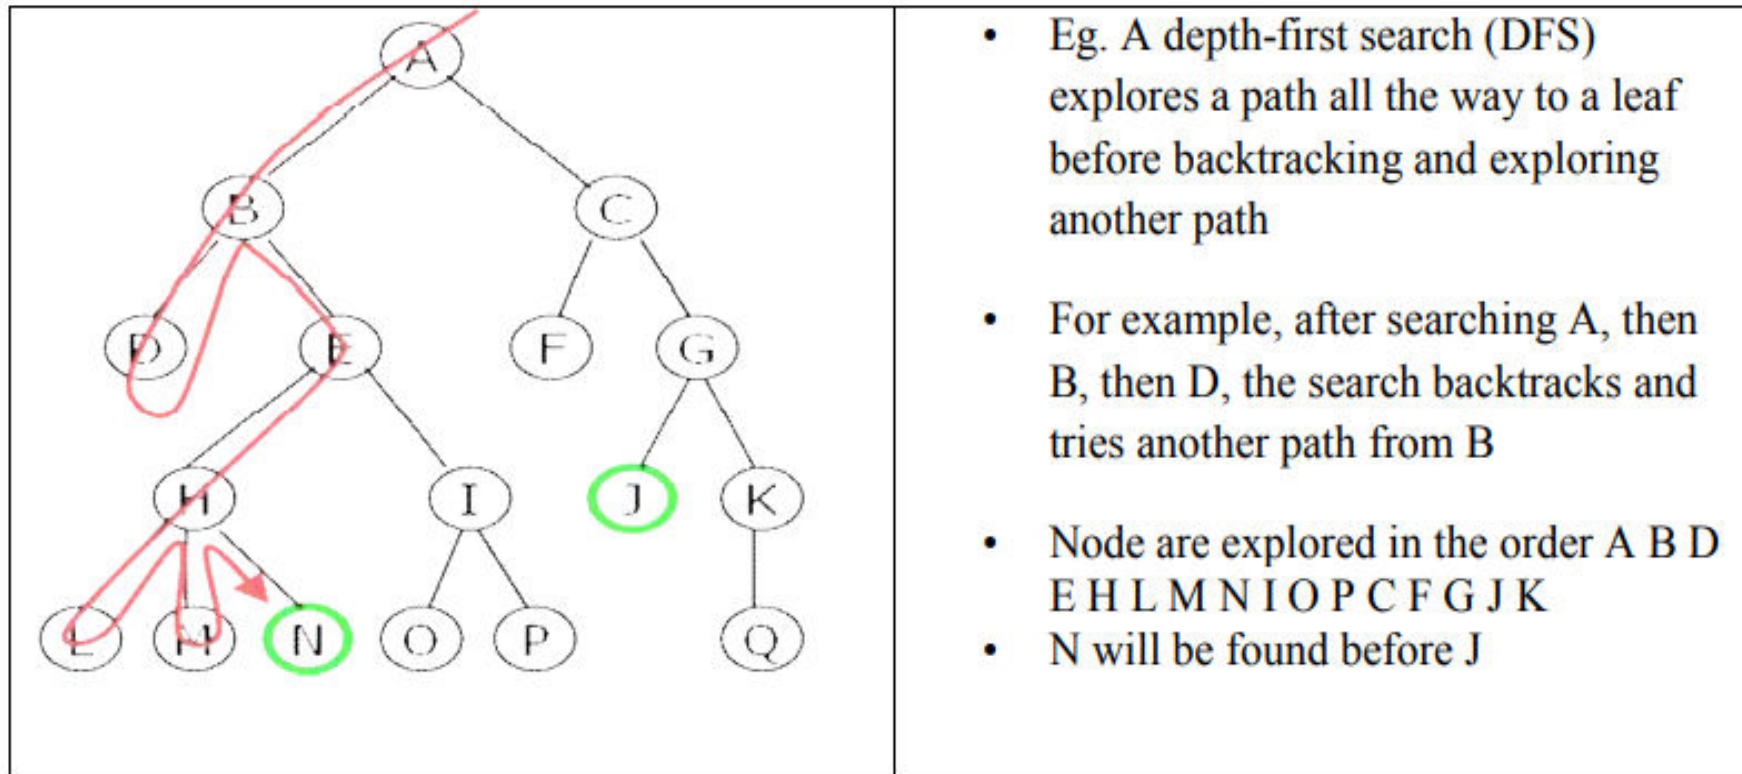 A
B C
D E F G
H I J K
L M N O P Q
• Eg. A depth-first search (DFS)
explores a path all the way to a leaf
before backtracking and exploring
another path
• For example, after searching A, then
B, then D, the search backtracks and
tries another path from B
• Node are explored in the order A B D
E H L M N I O P C F G J K
• N will be found before J